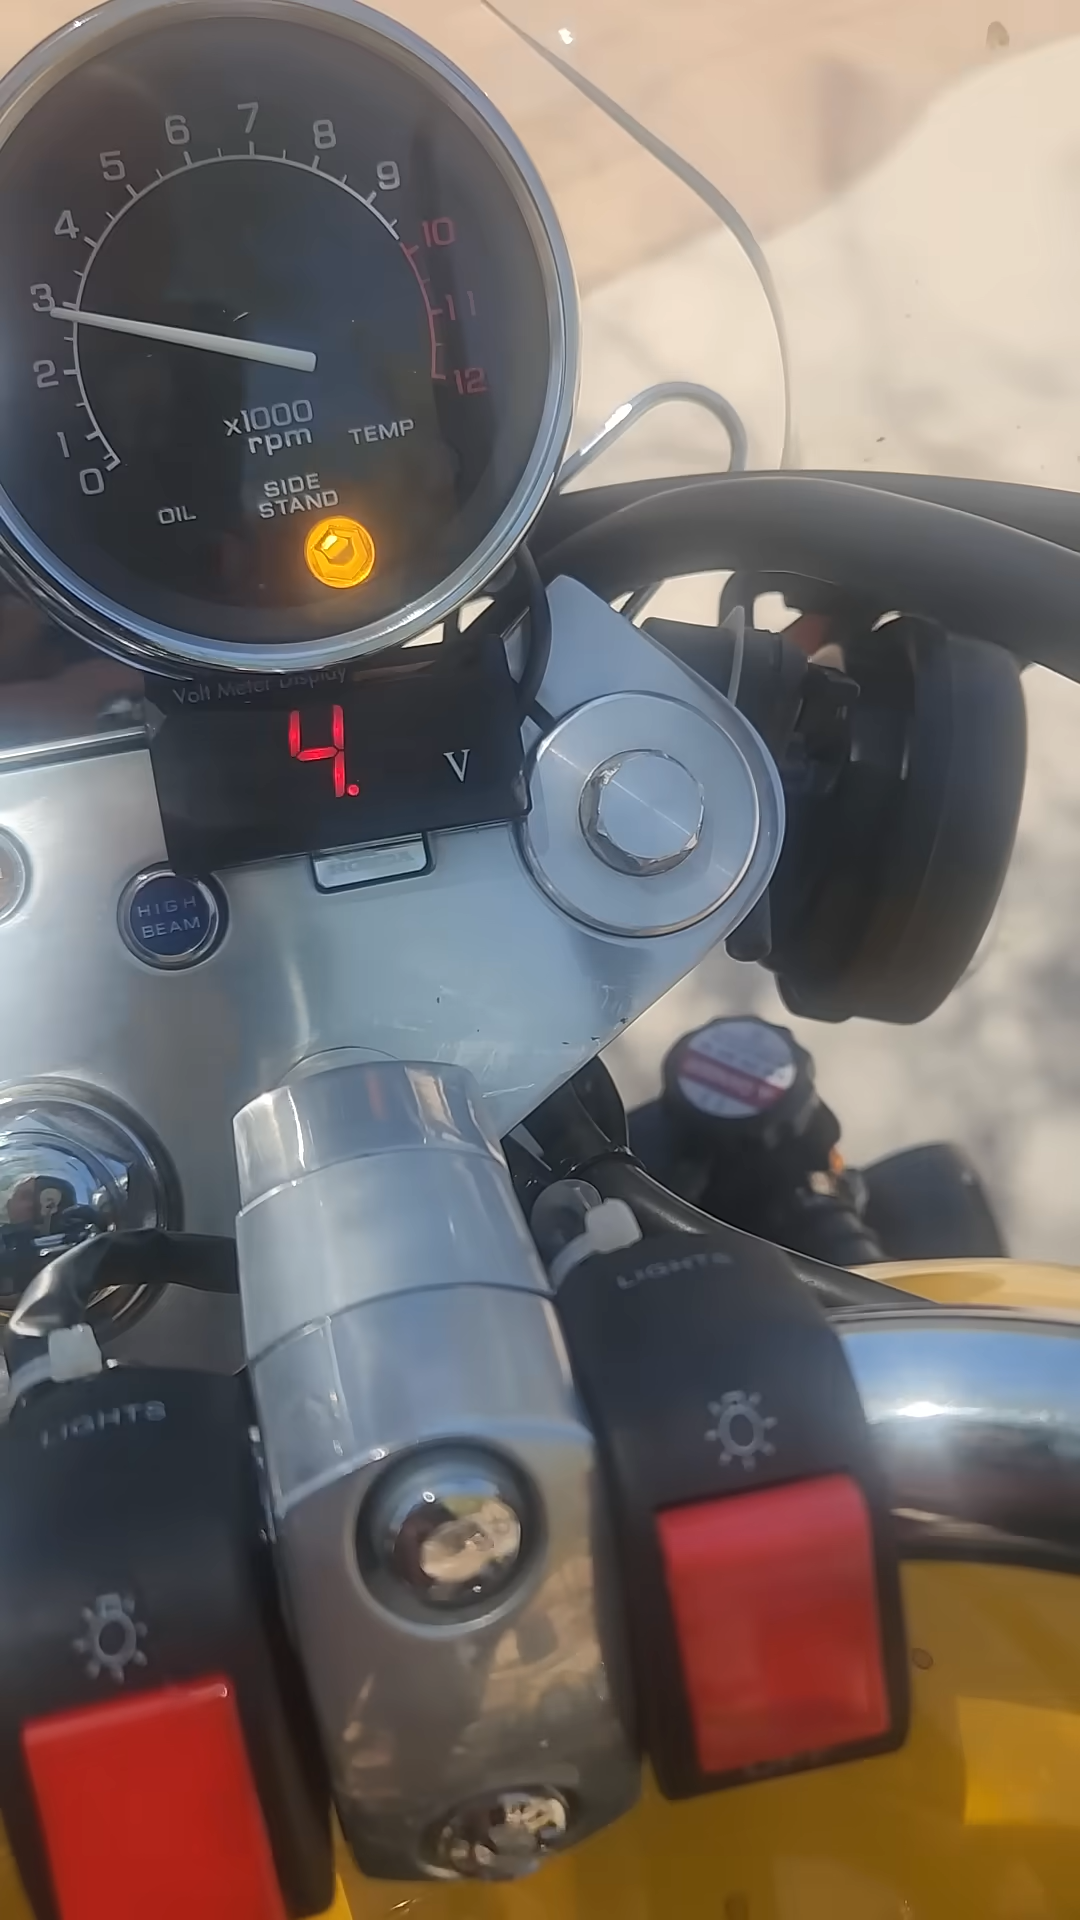 7
6
8
5
9
4
10
3
11
2
12
x1000
rpm
TEMP
1
0
SIDE
STAND
OIL
Volt Meter Display
4.
V
HIGH
BEAM
LIGHTS
LIGHTS